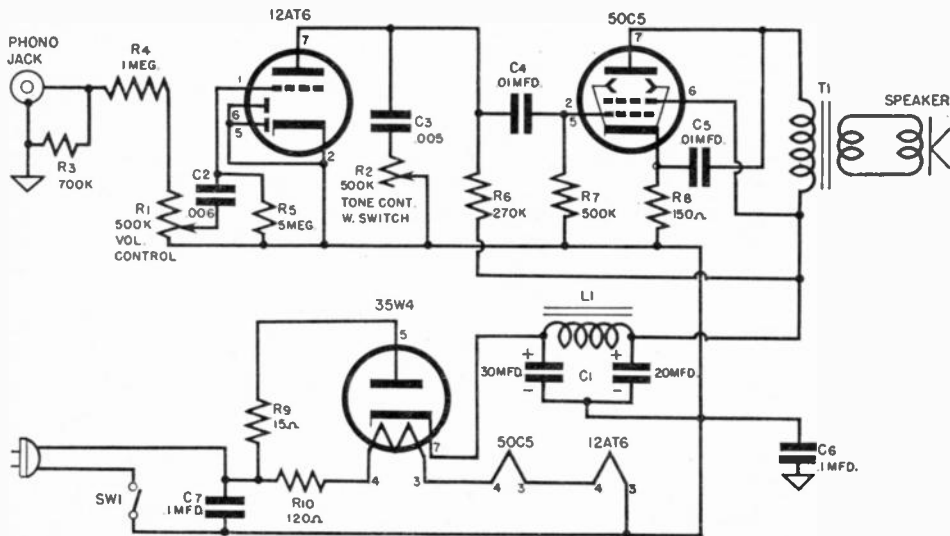 12AT6
50C5
PHONO
JACK
R4
1MEG.
7
7
C4
.01MFD.
T1
SPEAKER
1
6
5
2
C3
.005
2
5
6
C5
.01MFD.
R3
700K
C2
.006
R2
500K
TONE CONT.
W. SWITCH
R1
500K
VOL.
CONTROL
R5
5MEG.
R6
270K
R7
500K
R8
150Ω
35W4
L1
5
+
+
30MFD.
C1
20MFD.
-
-
R9
15Ω
7
50C5
12AT6
C6
.1MFD.
SW1
C7
.1MFD.
R10
120Ω
4
3
4
3
4
3